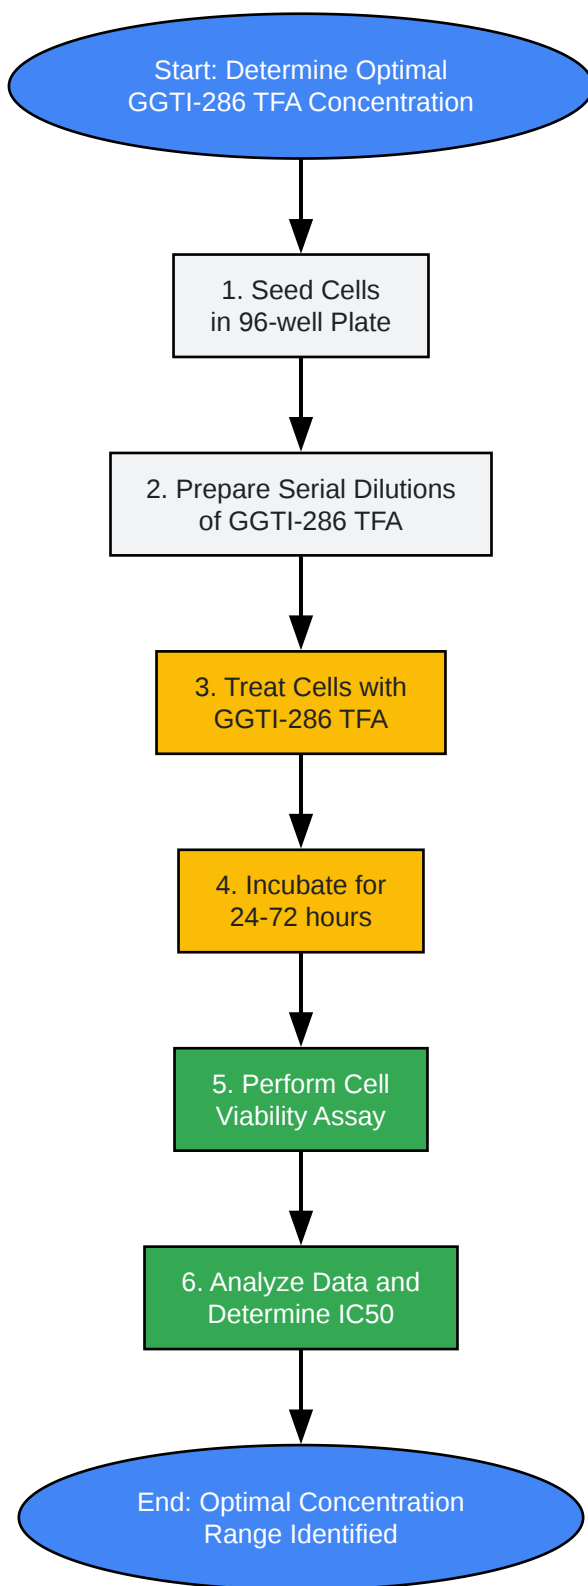 Start: Determine Optimal
GGTI-286 TFA Concentration
1. Seed Cells
in 96-well Plate
2. Prepare Serial Dilutions
of GGTI-286 TFA
3. Treat Cells with
GGTI-286 TFA
4. Incubate for
24-72 hours
5. Perform Cell
Viability Assay
6. Analyze Data and
Determine IC50
End: Optimal Concentration
Range Identified